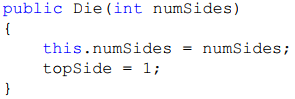 public Die(int numSides)
{
    this.numSides = numSides;
    topSide = 1;
}